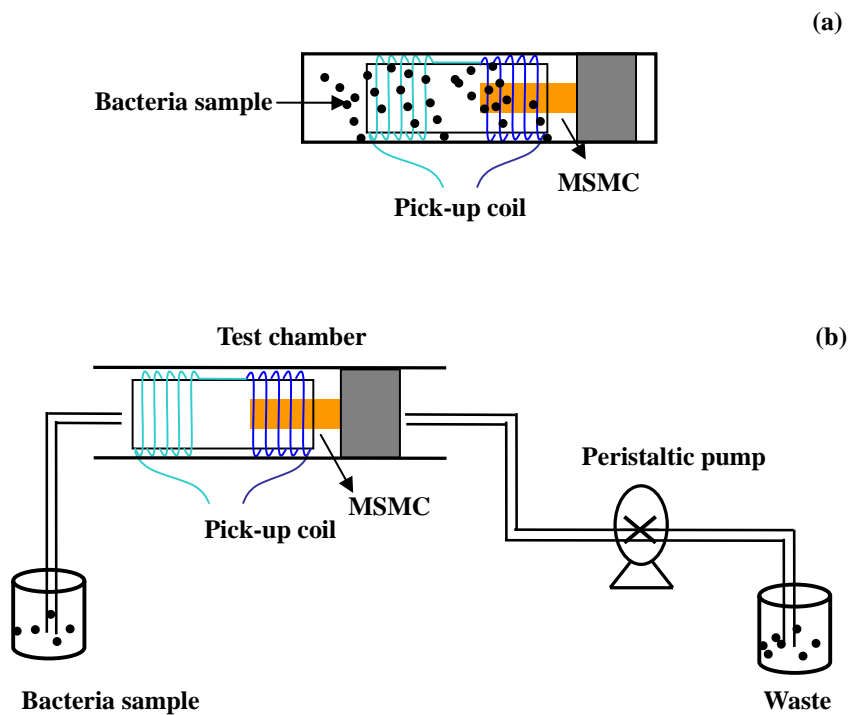 (a)
Bacteria sample
MSMC
Pick-up coil
Test chamber
(b)
Peristaltic pump
MSMC
Pick-up coil
Bacteria sample
Waste